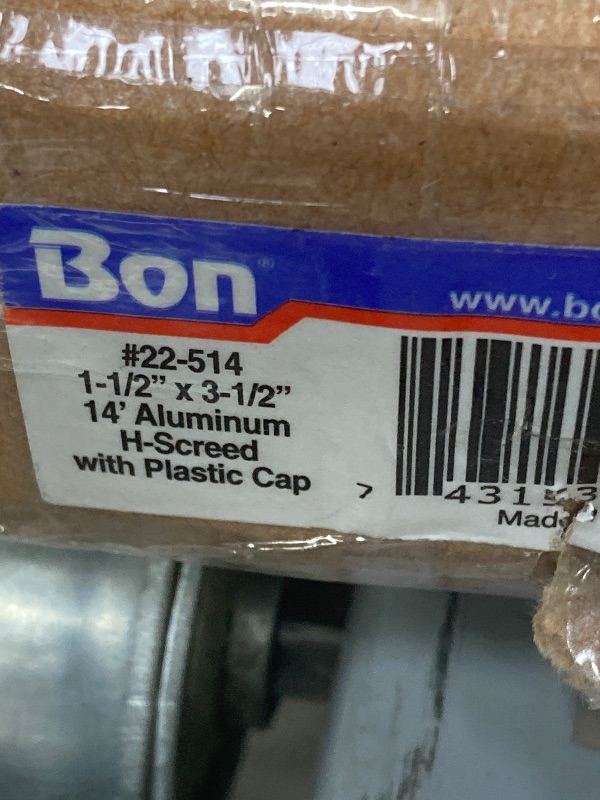 Bon®
www.bo
#22-514
1-1/2” x 3-1/2”
14’ Aluminum
H-Screed
with Plastic Cap
7 431
Made